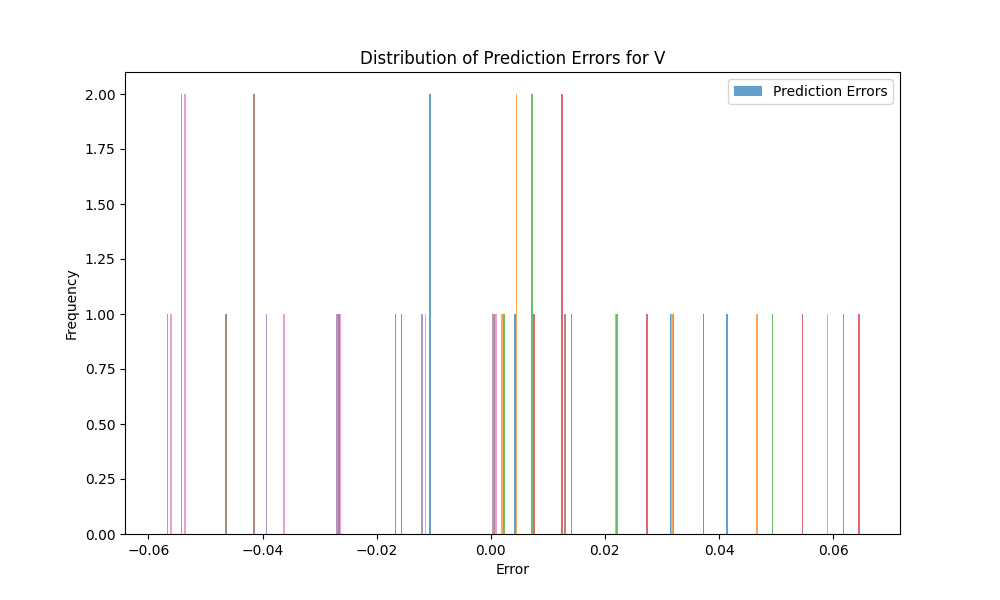 Distribution of Prediction Errors for V
Prediction Errors
2.00
1.75
1.50
1.25
1.00
0.75
0.50
0.25
0.00
Frequency
−0.06 −0.04 −0.02 0.00 0.02 0.04 0.06
Error